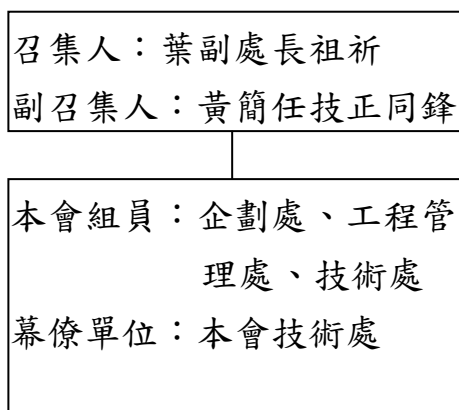 召集人：葉副處長祖祈
副召集人：黃簡任技正同鋒
本會組員：企劃處、工程管
理處、技術處
幕僚單位：本會技術處